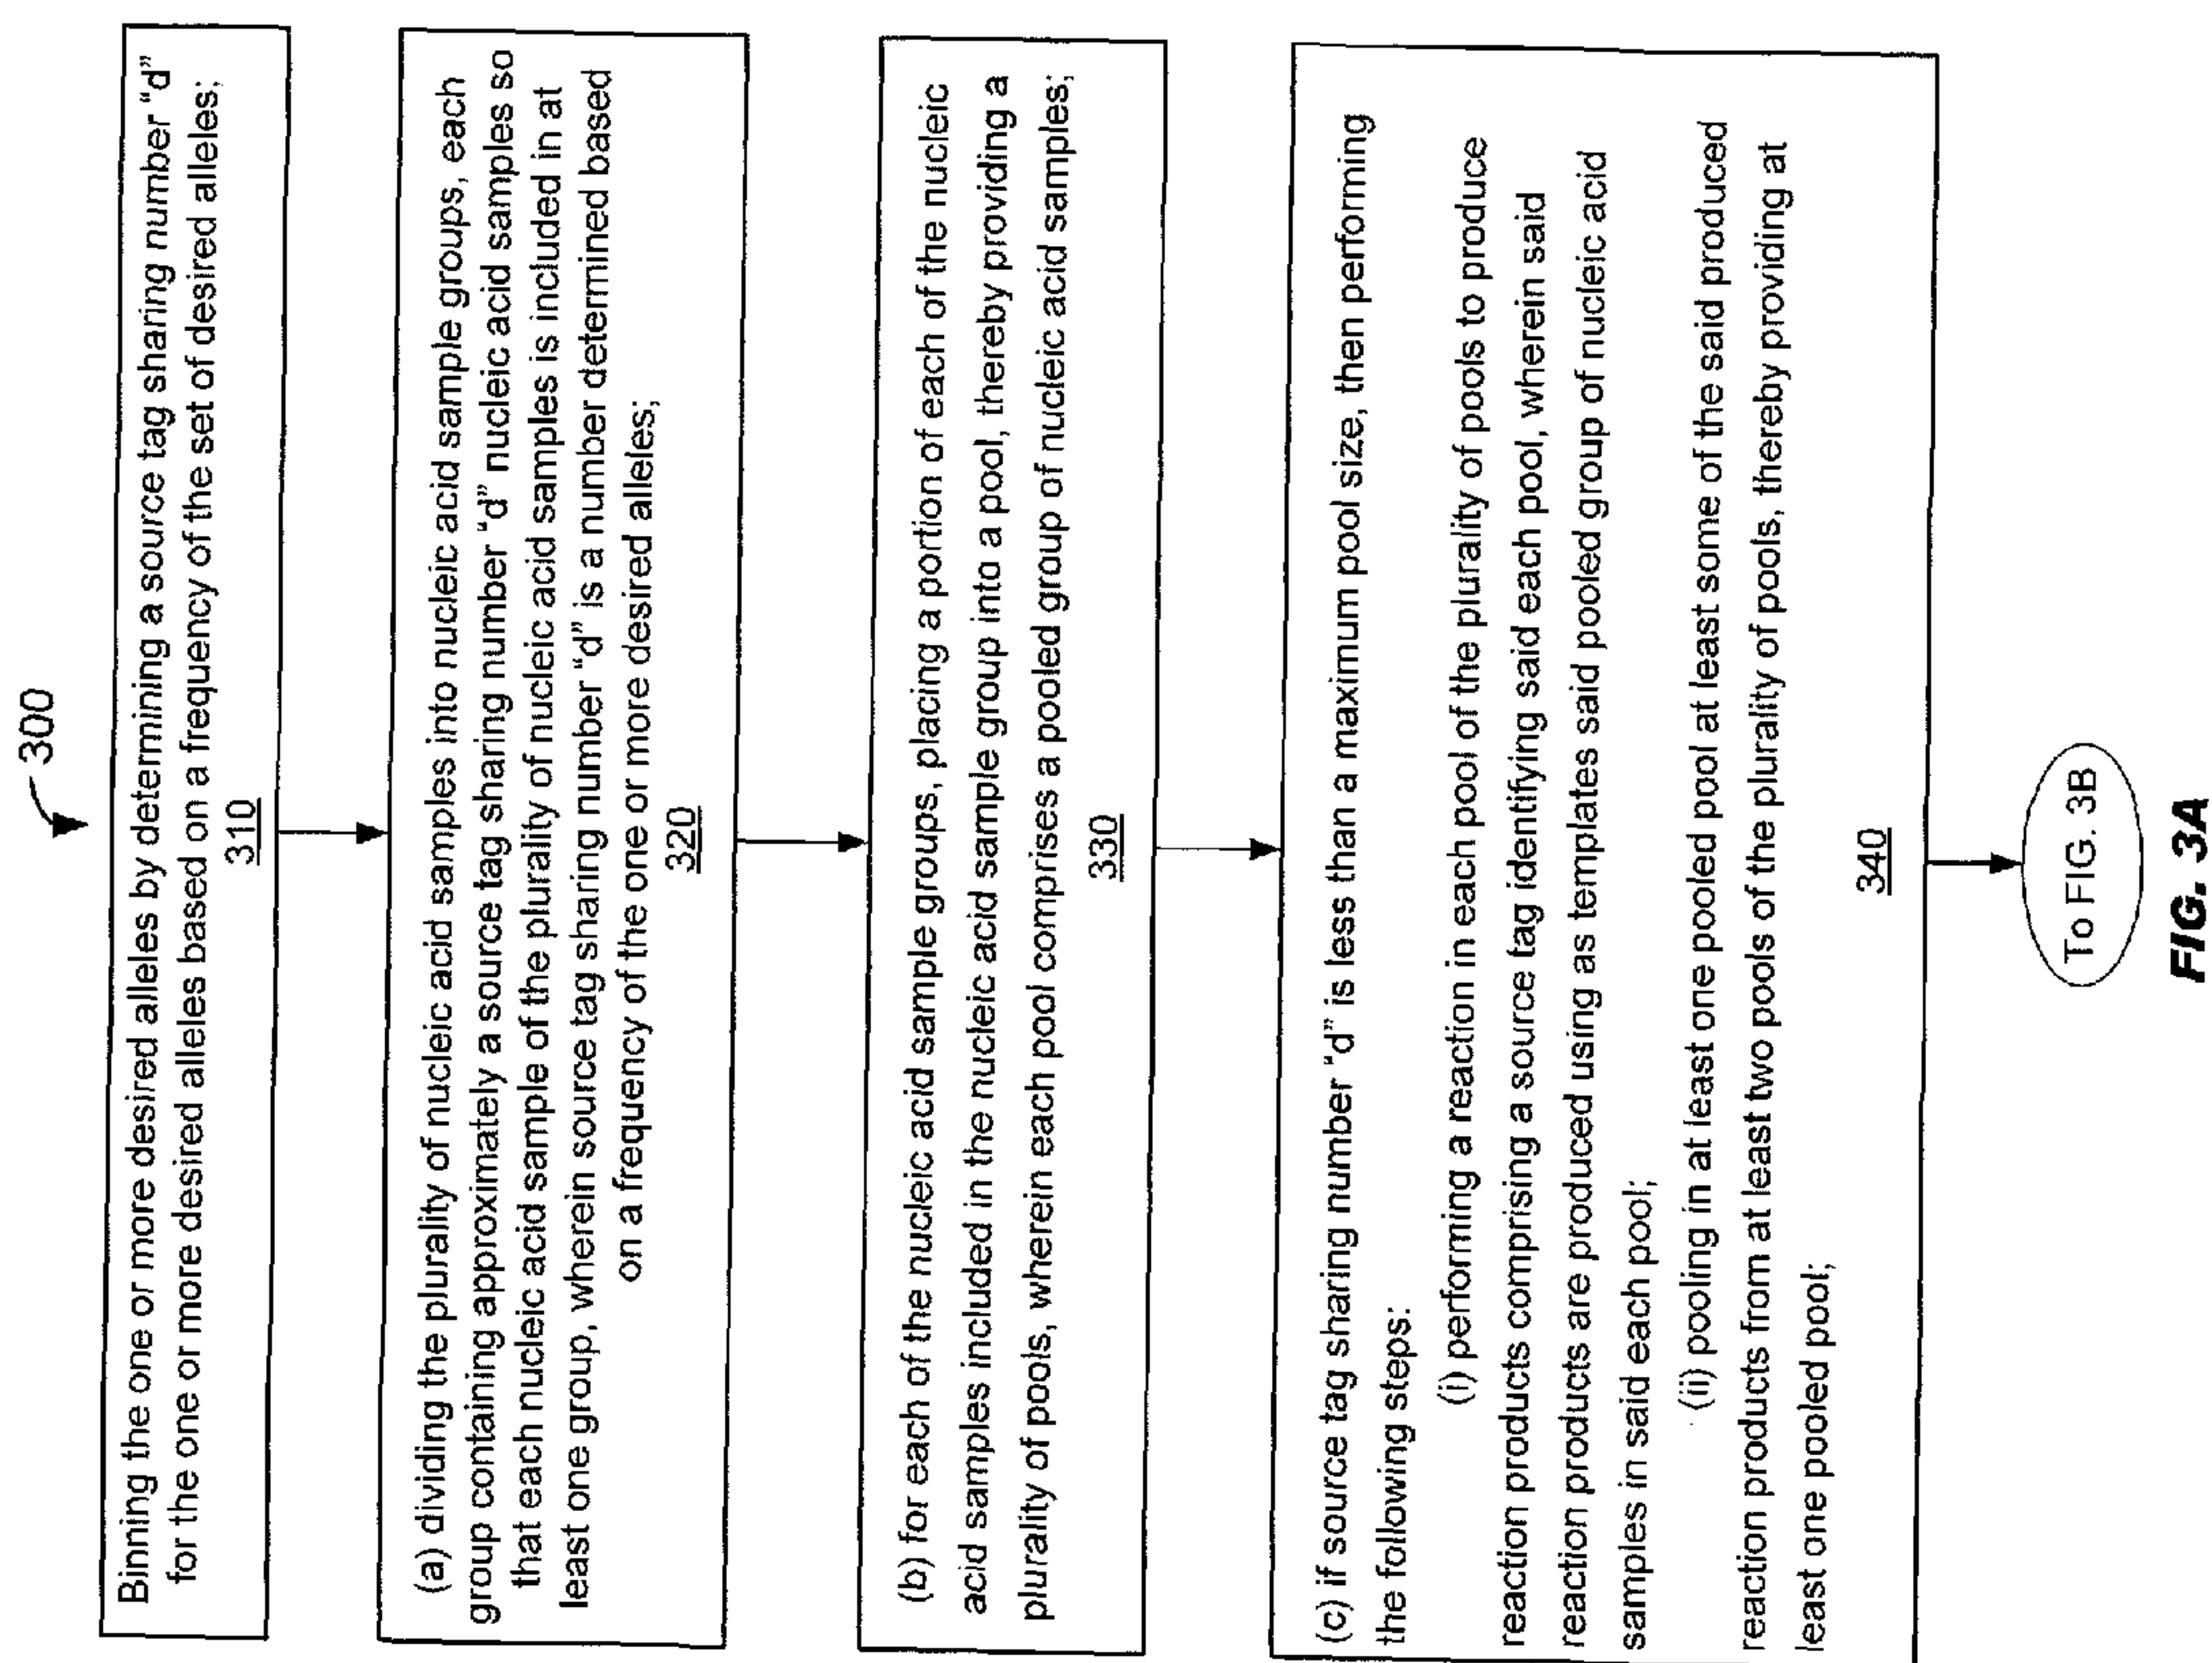 300
Binning the one or more desired alleles by determining a source tag sharing number "d"
for the one or more desired alleles based on a frequency of the set of desired alleles;
310
(a) dividing the plurality of nucleic acid samples into nucleic acid sample groups, each
group containing approximately a source tag sharing number "d" nucleic acid samples so
that each nucleic acid sample of the plurality of nucleic acid samples is included in at
least one group, wherein source tag sharing number "d" is a number determined based
on a frequency of the one or more desired alleles;
320
(b) for each of the nucleic acid sample groups, placing a portion of each of the nucleic
acid samples included in the nucleic acid sample group into a pool, thereby providing a
plurality of pools, wherein each pool comprises a pooled group of nucleic acid samples;
330
(c) if source tag sharing number "d" is less than a maximum pool size, then performing
the following steps:
(i) performing a reaction in each pool of the plurality of pools to produce
reaction products comprising a source tag identifying said each pool, wherein said
reaction products are produced using as templates said pooled group of nucleic acid
samples in said each pool;
(ii) pooling in at least one pooled pool at least some of the said produced
reaction products from at least two pools of the plurality of pools, thereby providing at
least one pooled pool;
340
To FIG. 3B
FIG. 3A